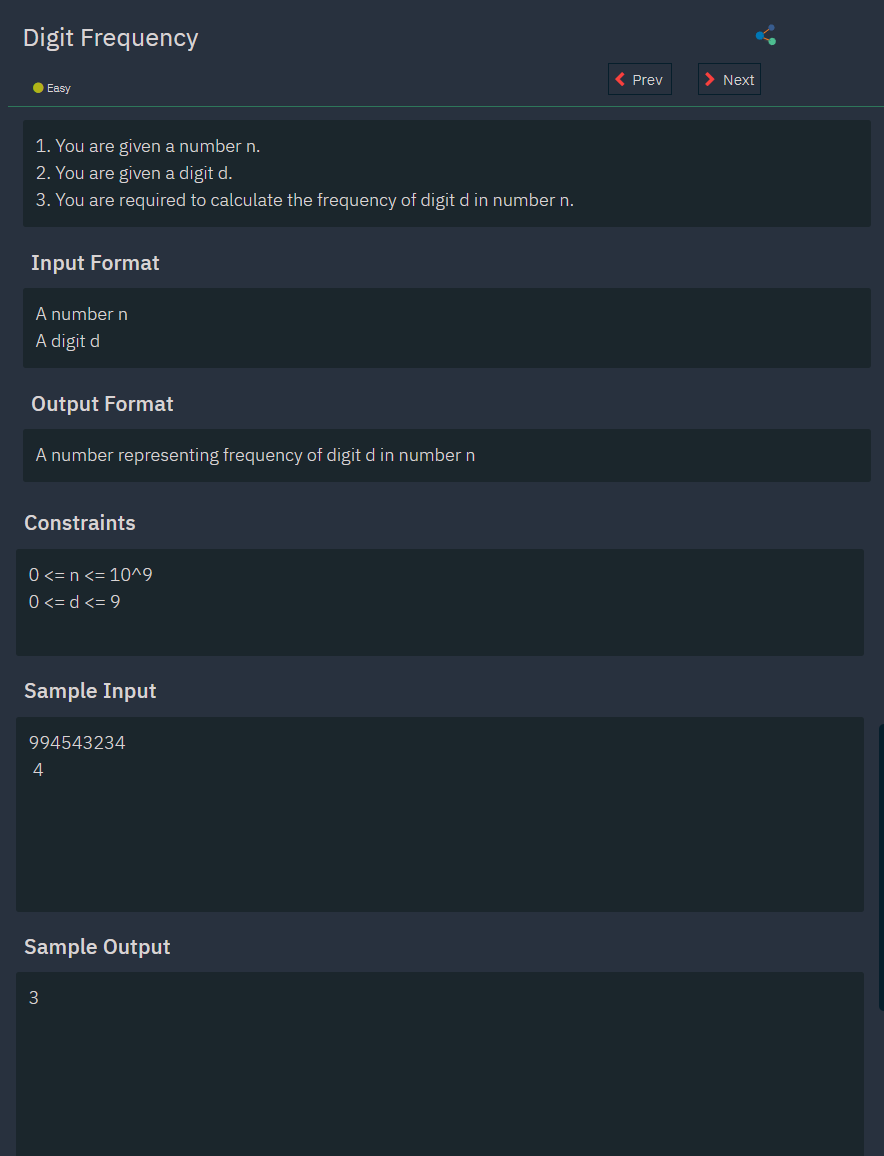 Digit Frequency
Easy
Prev
Next
1. You are given a number n.
2. You are given a digit d.
3. You are required to calculate the frequency of digit d in number n.
Input Format
A number n
A digit d
Output Format
A number representing frequency of digit d in number n
Constraints
0 <= n <= 10^9
0 <= d <= 9
Sample Input
994543234
4
Sample Output
3